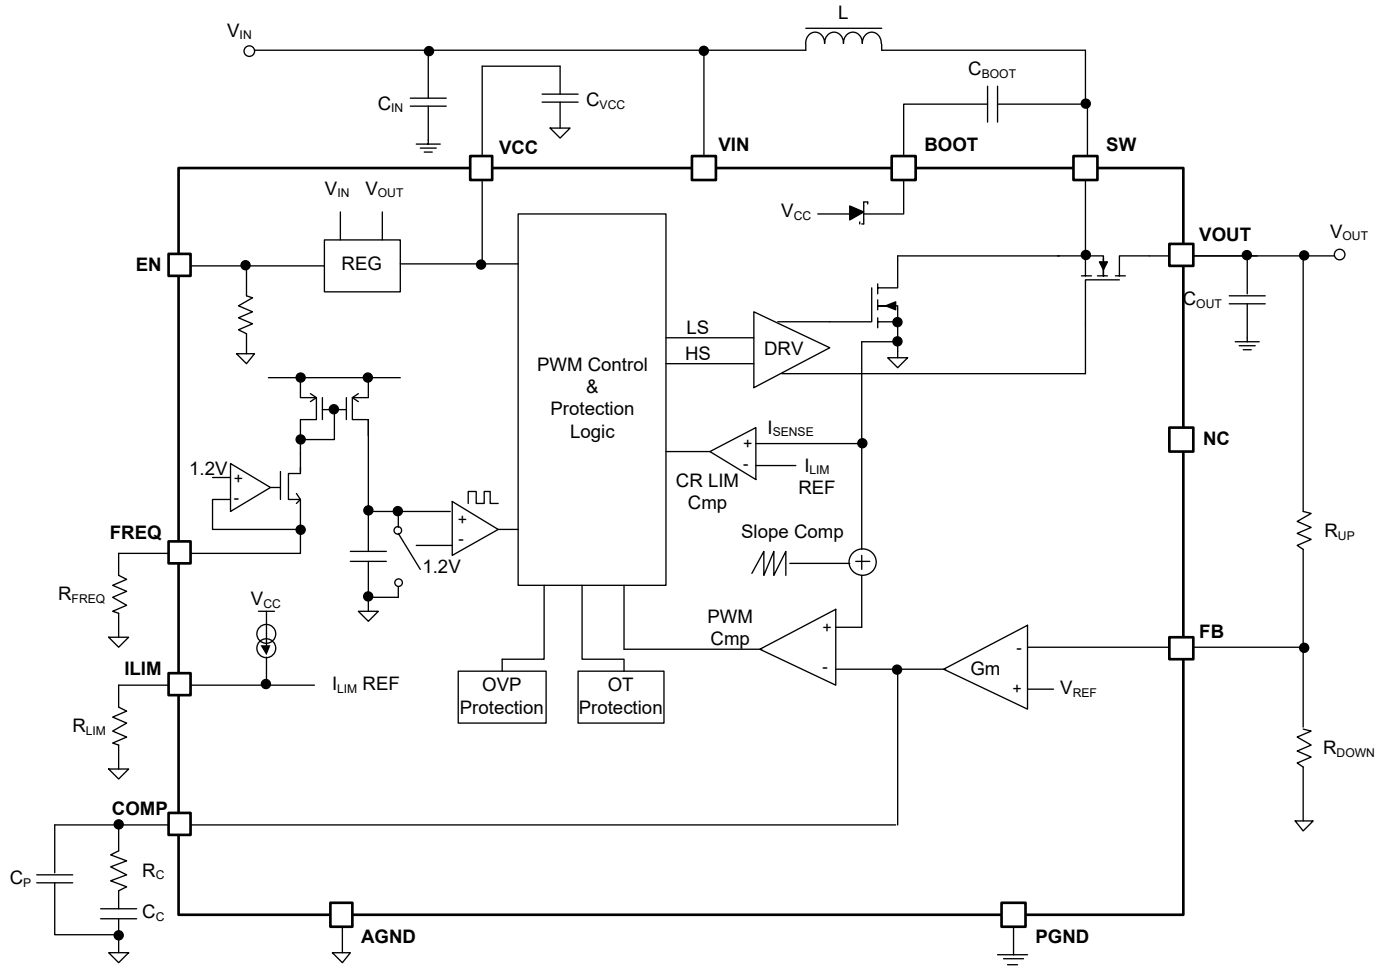 L
VIN
CBOOT
CIN
CVCC
VCC
VIN
BOOT
SW
VIN
VOUT
VCC
EN
REG
VOUT
VOUT
COUT
LS
HS
DRV
PWM Control
&
Protection
Logic
ISENSE
+
-
ILIM
REF
CR LIM
Cmp
NC
1.2V
+
-
FREQ
+
-
1.2V
Slope Comp
+
RUP
RFREQ
VCC
PWM
Cmp
+
-
Gm
-
+
VREF
FB
ILIM
ILIM REF
OVP
Protection
OT
Protection
RLIM
RDOWN
COMP
RC
CP
CC
AGND
PGND